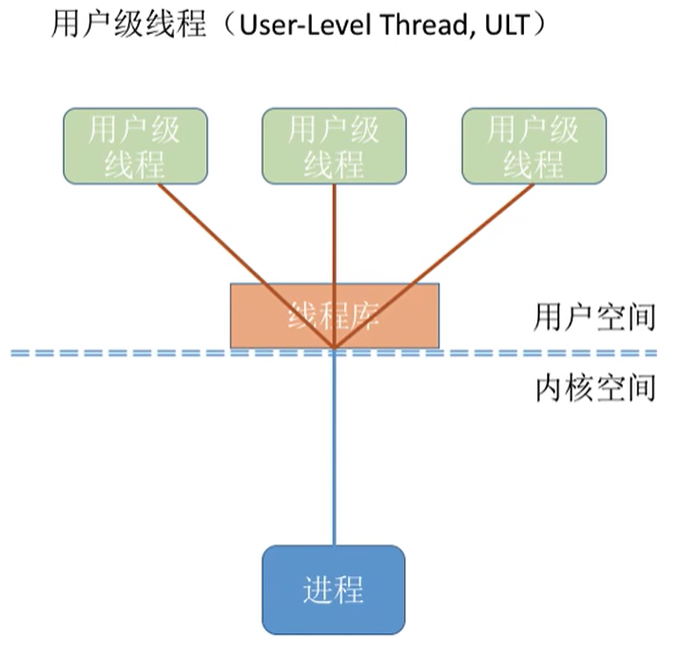 用户级线程（User-Level Thread, ULT）
用户级
线程
用户级
线程
用户级
线程
线程库
用户空间
内核空间
进程